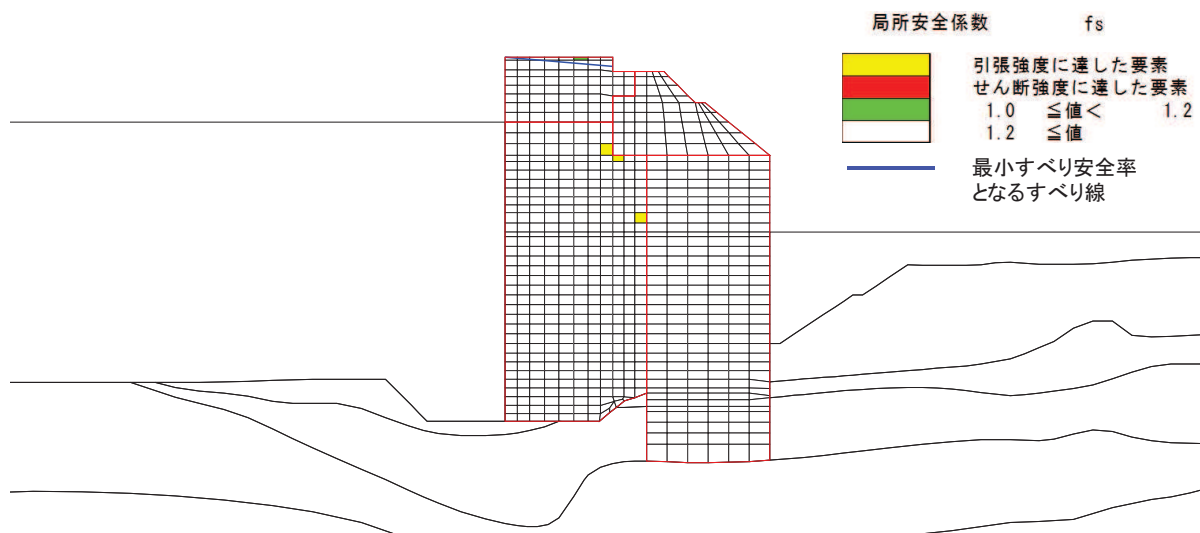 局所安全係数 fs
引張強度に達した要素
せん断強度に達した要素
1.0 ≦値< 1.2
1.2 ≦値
最小すべり安全率
となるすべり線